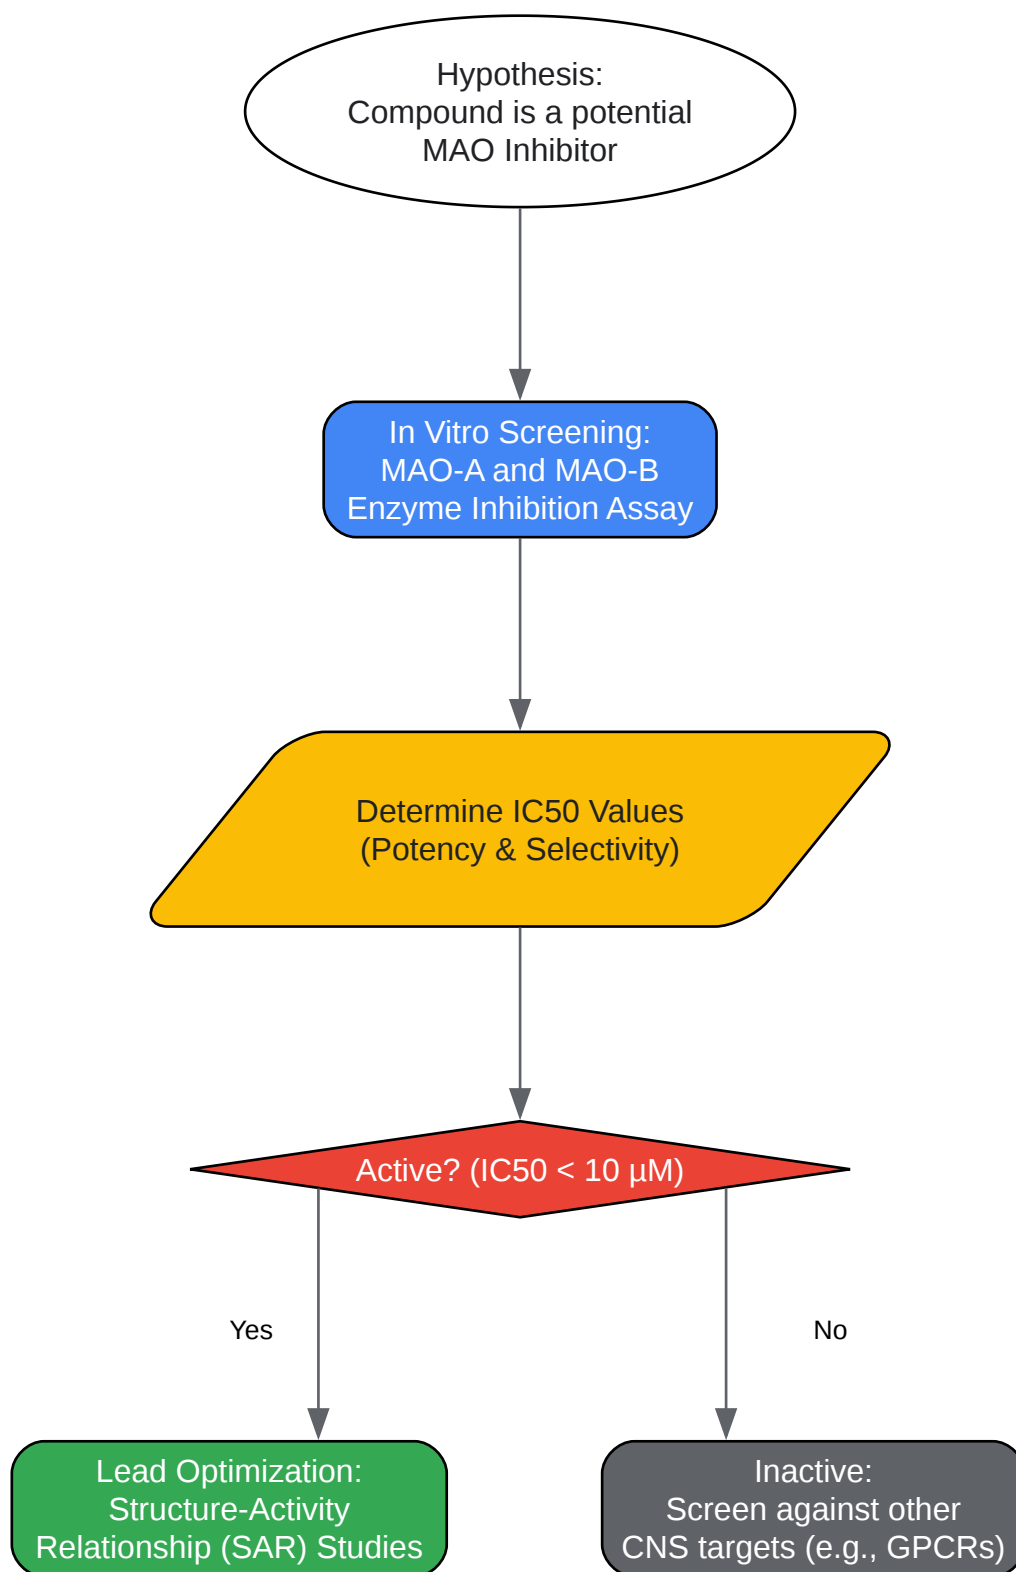 Hypothesis:
Compound is a potential
MAO Inhibitor
In Vitro Screening:
MAO-A and MAO-B
Enzyme Inhibition Assay
Determine IC50 Values
(Potency & Selectivity)
Active? (IC50 < 10 µM)
Yes
No
Lead Optimization:
Structure-Activity
Relationship (SAR) Studies
Inactive:
Screen against other
CNS targets (e.g., GPCRs)